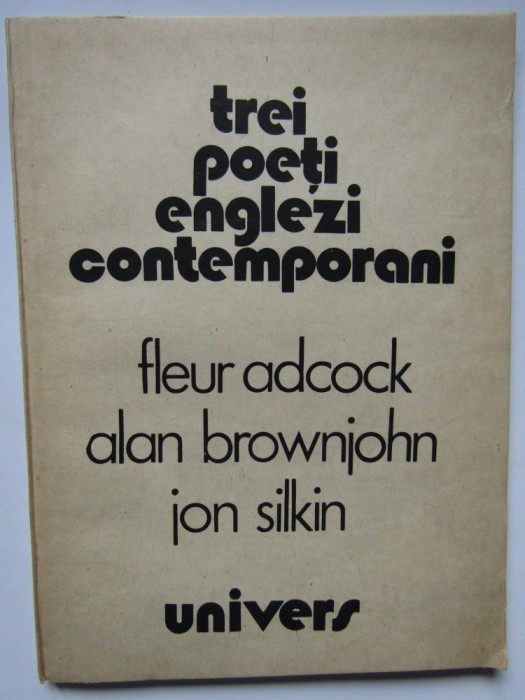 trei
poeți
englezi
contemporani
fleur adcock
alan brownjohn
jon silkin
univers